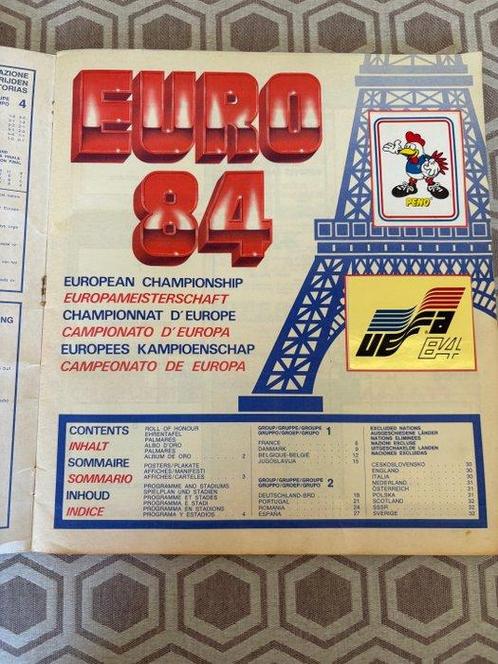 AZIONE
RIJDEN
TORIAS
4
EURO
84
PENO
UEFA
84
EUROPEAN CHAMPIONSHIP
EUROPAMEISTERSCHAFT
CHAMPIONNAT D'EUROPE
CAMPIONATO D'EUROPA
EUROPEES KAMPIOENSCHAP
CAMPEONATO DE EUROPA
NG
CONTENTS
INHALT
SOMMAIRE
SOMMARIO
INHOUD
INDICE
ROLL OF HONOUR
EHRENTAFEL
PALMARES
ALBO D'ORO
PALMARES
ALBUM DE ORO 2
POSTERS/PLAKATE
AFFICHES/MANIFESTI
AFFICHES/CARTELES 3
PROGRAMME AND STADIUMS
SPIELPLAN UND STADIEN
PROGRAMME ET STADES
PROGRAMMA E STADI
PROGRAMMA EN STADIONS
PROGRAMA Y ESTADIOS 4
GROUP/GRUPPE/GROUPE
GRUPPO/GROEP/GRUPO 1
FRANCE 6
DANMARK 9
BELGIQUE-BELGIË 12
JUGOSLAVIJA 15
GROUP/GRUPPE/GROUPE
GRUPPO/GROEP/GRUPO 2
DEUTSCHLAND-BRD 18
PORTUGAL 21
ROMANIA 24
ESPAÑA 27
EXCLUDED NATIONS
AUSGESCHIEDENE LÄNDER
NATIONS ELIMINEES
NAZIONI ESCLUSE
UITGESCHAKELDE LANDEN
NACIONES EXCLUIDAS
CESKOSLOVENSKO 30
ENGLAND 30
ITALIA 30
NEDERLAND 31
ÖSTERREICH 31
POLSKA 31
SCOTLAND 32
SSSR 32
SVERIGE 32